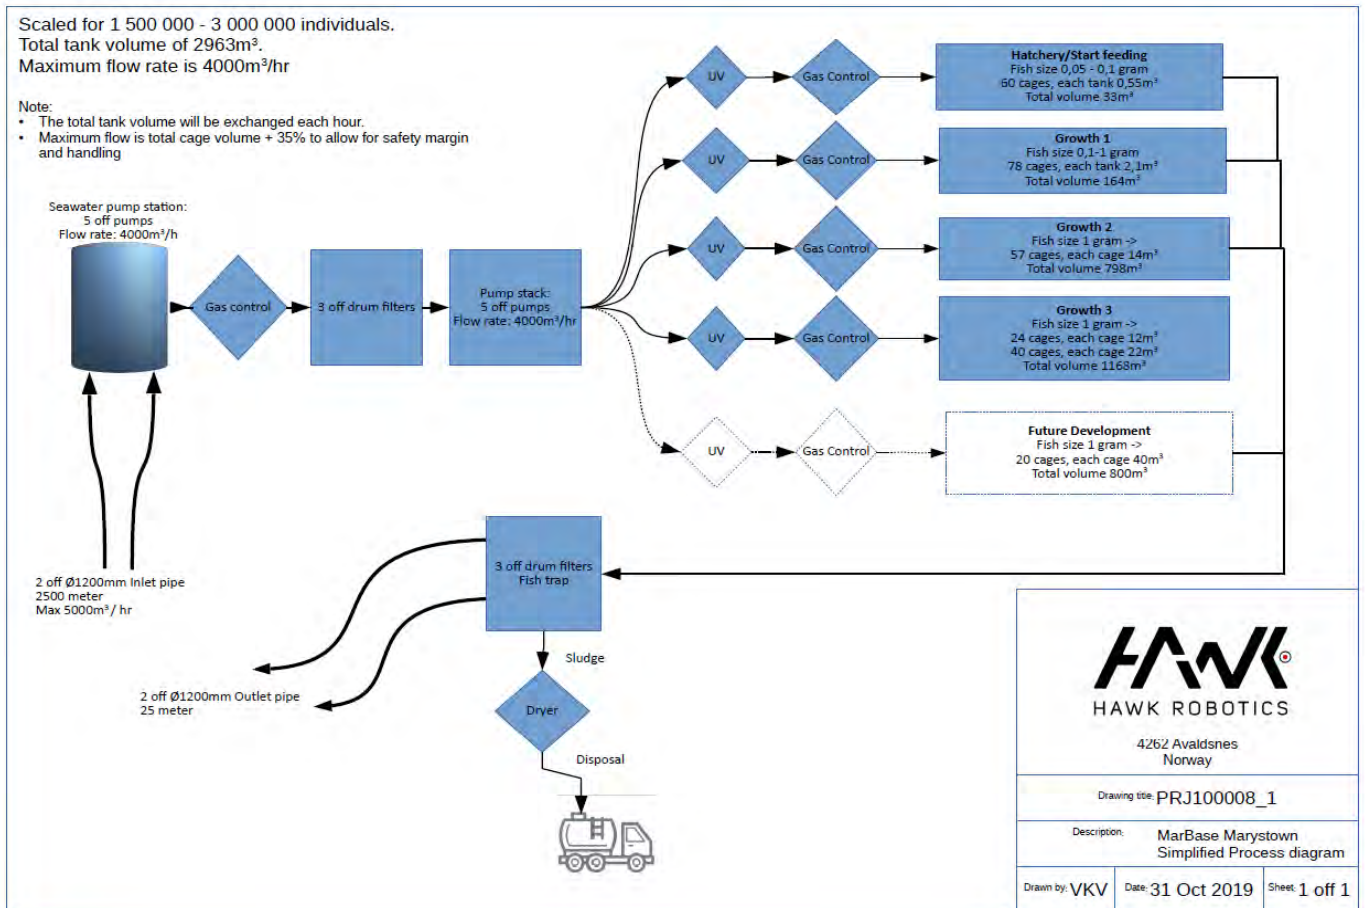 Scaled for 1 500 000 - 3 000 000 individuals.
Total tank volume of 2963m³.
Maximum flow rate is 4000m³/hr
Note:
• The total tank volume will be exchanged each hour.
• Maximum flow is total cage volume + 35% to allow for safety margin
and handling
Seawater pump station:
5 off pumps
Flow rate: 4000m³/h
Gas control
3 off drum filters
Pump stack:
5 off pumps
Flow rate: 4000m³/hr
UV
Gas Control
Hatchery/Start feeding
Fish size 0,05 - 0,1 gram
60 cages, each tank 0,55m³
Total volume 33m³
UV
Gas Control
Growth 1
Fish size 0,1-1 gram
78 cages, each tank 2,1m³
Total volume 164m³
UV
Gas Control
Growth 2
Fish size 1 gram ->
57 cages, each cage 14m³
Total volume 798m³
UV
Gas Control
Growth 3
Fish size 1 gram ->
24 cages, each cage 12m³
40 cages, each cage 22m³
Total volume 1168m³
UV
Gas Control
Future Development
Fish size 1 gram ->
20 cages, each cage 40m³
Total volume 800m³
2 off Ø1200mm Inlet pipe
2500 meter
Max 5000m³/ hr
3 off drum filters
Fish trap
Sludge
2 off Ø1200mm Outlet pipe
25 meter
Dryer
Disposal
HAWK
HAWK ROBOTICS
4262 Avaldsnes
Norway
Drawing title: PRJ100008_1
Description: MarBase Marystown
Simplified Process diagram
Drawn by: VKV Date: 31 Oct 2019 Sheet: 1 off 1